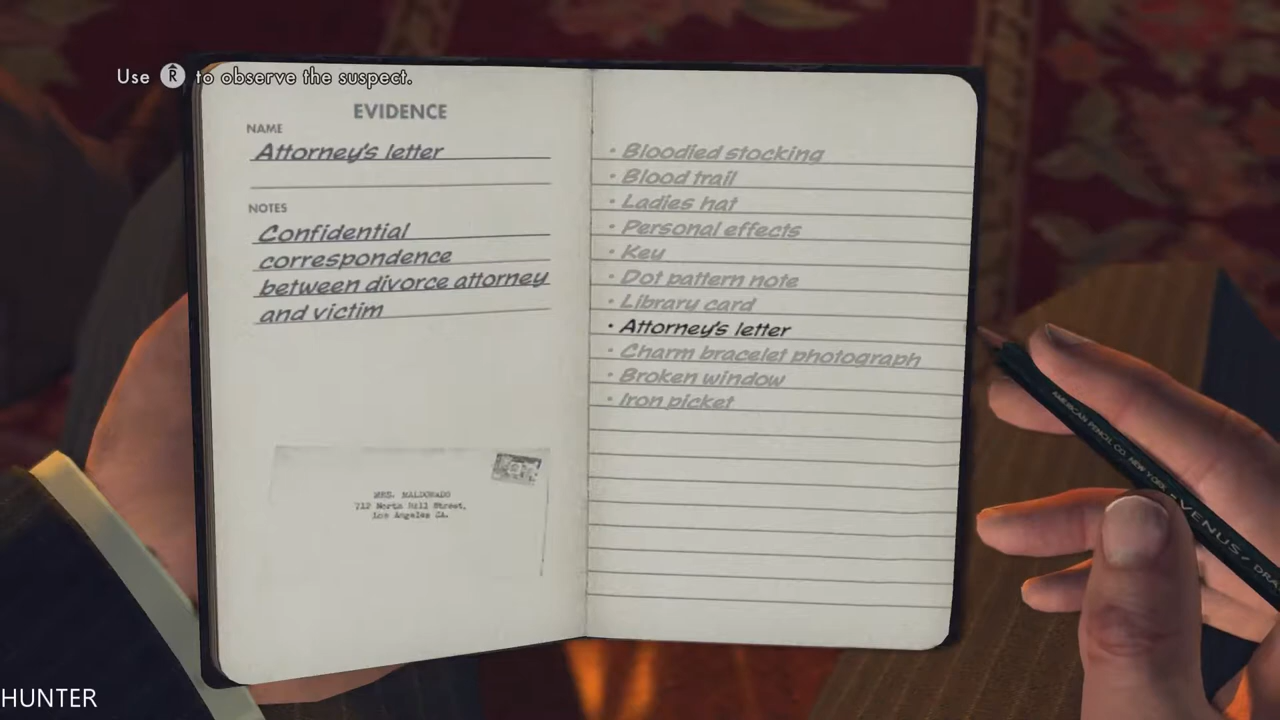 Use R to observe the suspect.
EVIDENCE
NAME
Attorney's letter
NOTES
Confidential
correspondence
between divorce attorney
and victim
MRS. MALDONADO
712 North Hill Street,
Los Angeles CA.
• Bloodied stocking
• Blood trail
• Ladies hat
• Personal effects
• Key
• Dot pattern note
• Library card
• Attorney's letter
• Charm bracelet photograph
• Broken window
• Iron picket
AMERICAN PENCIL CO. NEW YORK
VENUS
DRA
HUNTER